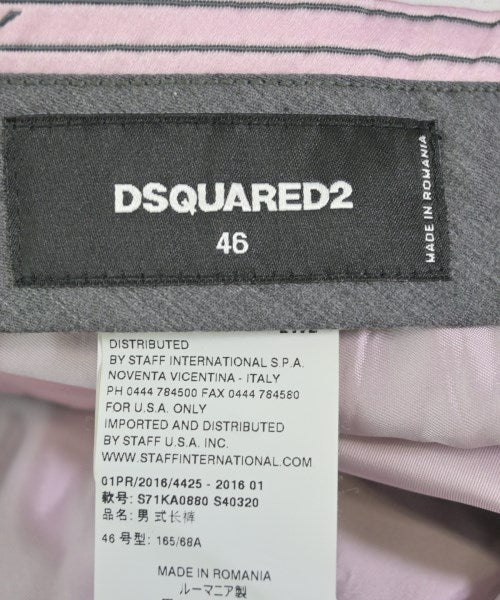 DSQUARED2
46
MADE IN ROMANIA
DISTRIBUTED
BY STAFF INTERNATIONAL S.P.A.
NOVENTA VICENTINA - ITALY
PH 0444 784500 FAX 0444 784580
FOR U.S.A. ONLY
IMPORTED AND DISTRIBUTED
BY STAFF U.S.A. INC.
WWW.STAFFINTERNATIONAL.COM
01PR/2016/4425 - 2016 01
款号: S71KA0880 S40320
品名: 男 式长裤
46 号型: 165/68A
MADE IN ROMANIA
ルーマニア製